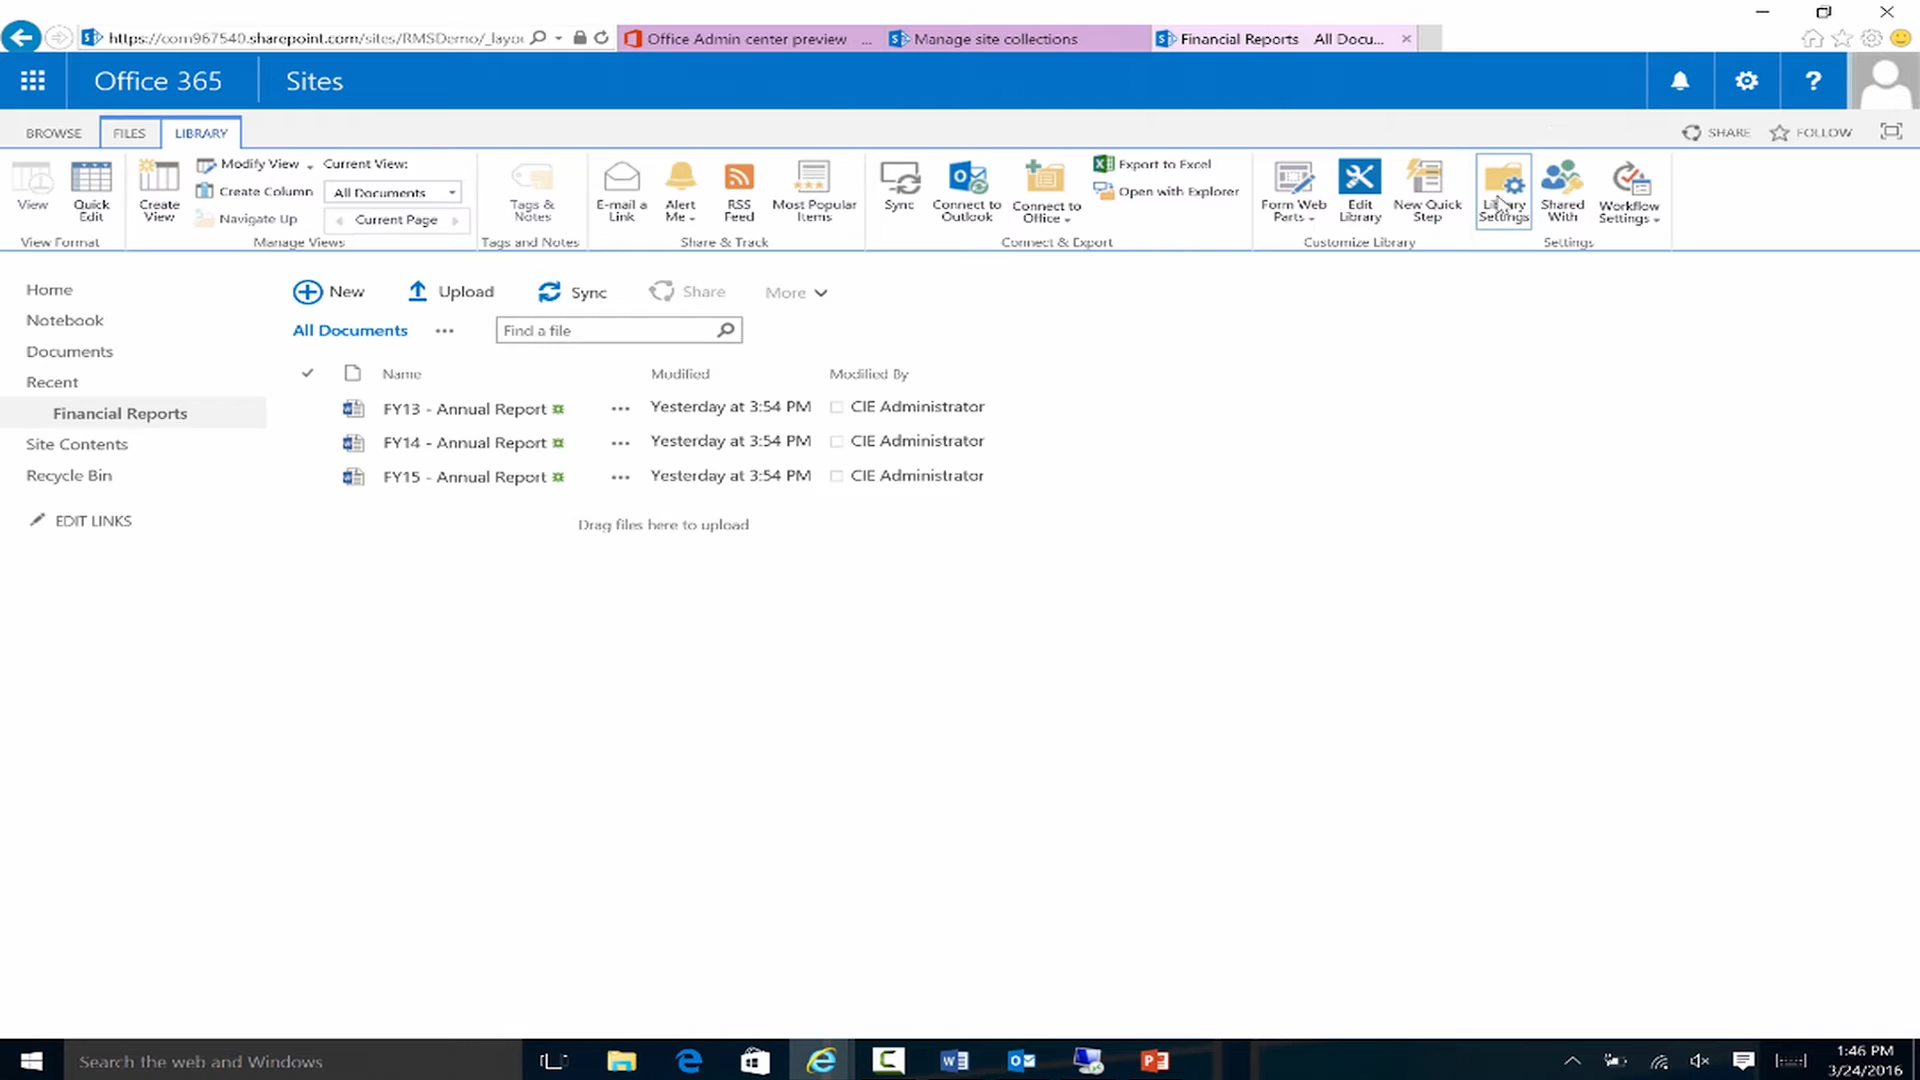 https://com967540.sharepoint.com/sites/RMSDemo/_layou
Office Admin center preview ...
Manage site collections
Financial Reports All Docu...
Office 365
Sites
?
BROWSE
FILES
LIBRARY
SHARE
FOLLOW
View
Quick Edit
View Format
Create View
Modify View
Create Column
Navigate Up
Current View:
All Documents
Current Page
Manage Views
Tags & Notes
Tags and Notes
E-mail a Link
Alert Me
RSS Feed
Most Popular Items
Share & Track
Sync
Connect to Outlook
Connect to Office
Export to Excel
Open with Explorer
Connect & Export
Form Web Parts
Edit Library
New Quick Step
Customize Library
Library Settings
Shared With
Workflow Settings
Settings
Home
Notebook
Documents
Recent
Financial Reports
Site Contents
Recycle Bin
EDIT LINKS
New
Upload
Sync
Share
More
All Documents
...
Find a file
Name
Modified
Modified By
FY13 - Annual Report ... Yesterday at 3:54 PM CIE Administrator
FY14 - Annual Report ... Yesterday at 3:54 PM CIE Administrator
FY15 - Annual Report ... Yesterday at 3:54 PM CIE Administrator
Drag files here to upload
Search the web and Windows
1:46 PM
3/24/2016